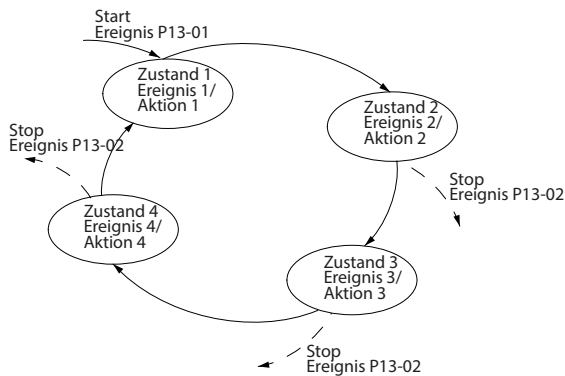 Start
Ereignis P13-01
Zustand 1
Ereignis 1/
Aktion 1
Zustand 2
Ereignis 2/
Aktion 2
Stop
Ereignis P13-02
Stop
Ereignis P13-02
Zustand 4
Ereignis 4/
Aktion 4
Zustand 3
Ereignis 3/
Aktion 3
Stop
Ereignis P13-02